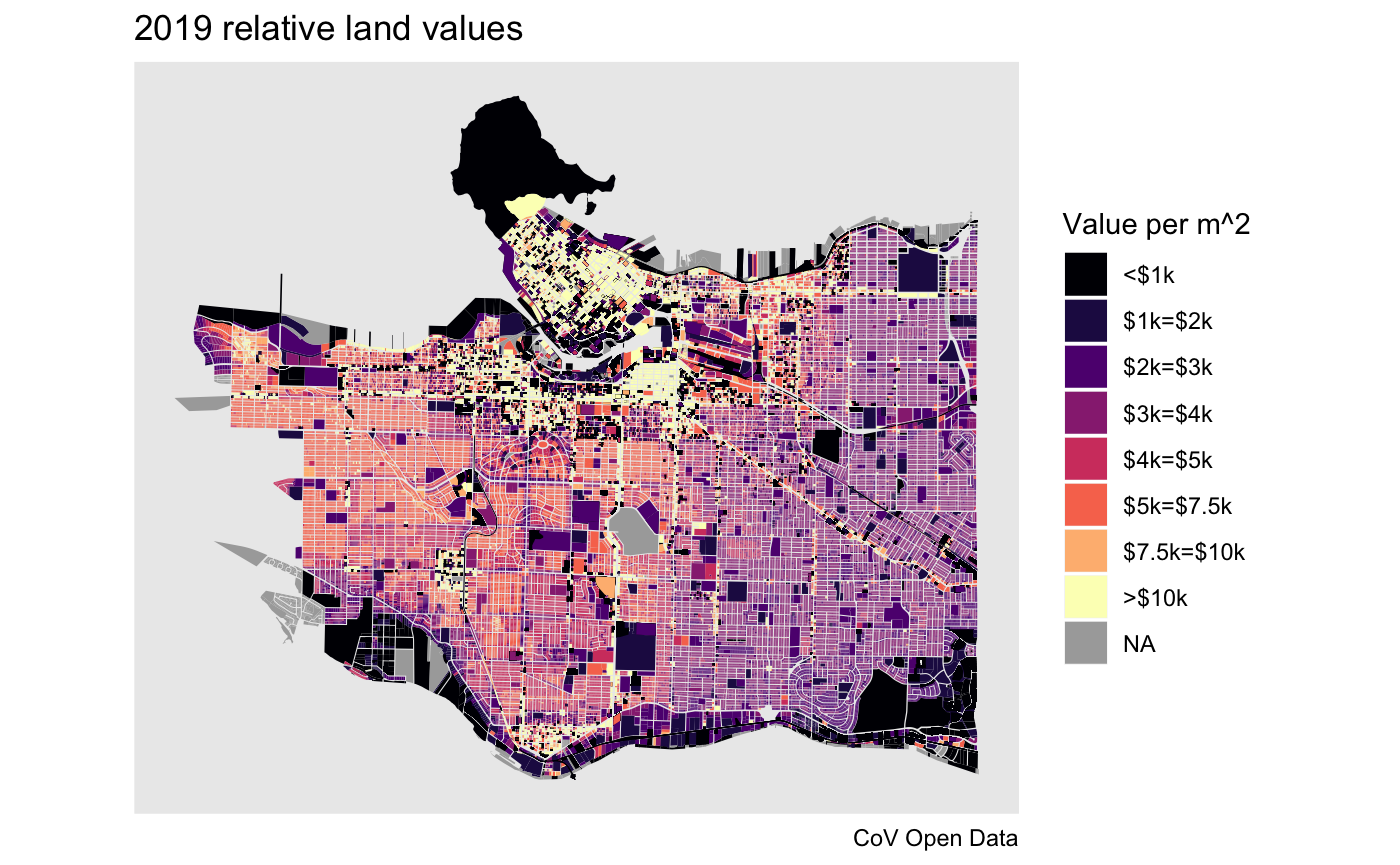 2019 relative land values
Value per m^2
<$1k
$1k=$2k
$2k=$3k
$3k=$4k
$4k=$5k
$5k=$7.5k
$7.5k=$10k
>$10k
NA
CoV Open Data